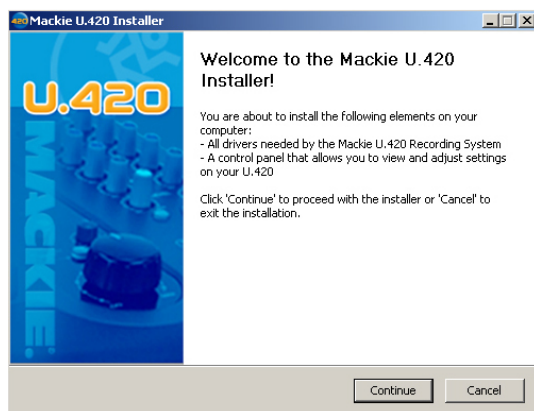 420 Mackie U.420 Installer
U.420
MACKIE.
Welcome to the Mackie U.420
Installer!
You are about to install the following elements on your
computer:
- All drivers needed by the Mackie U.420 Recording System
- A control panel that allows you to view and adjust settings
on your U.420
Click 'Continue' to proceed with the installer or 'Cancel' to
exit the installation.
Continue
Cancel